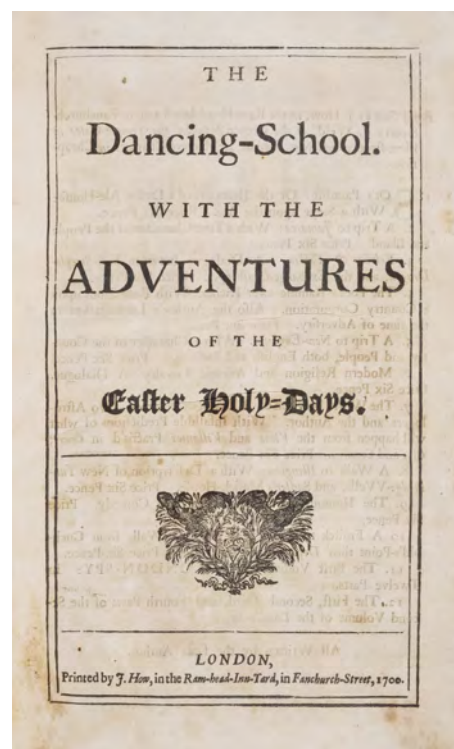 THE
Dancing-School.
WITH THE
ADVENTURES
OF THE
Easter Holy-Days.
LONDON,
Printed by J. How, in the Ram-head-Inn-Yard, in Fanchurch-Street, 1700.